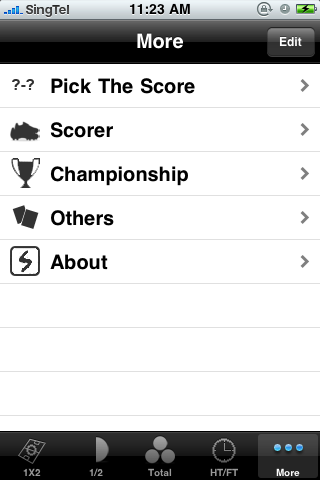 SingTel 11:23 AM
More
Edit
?-? Pick The Score
Scorer
Championship
Others
About
1X2 1/2 Total HT/FT More